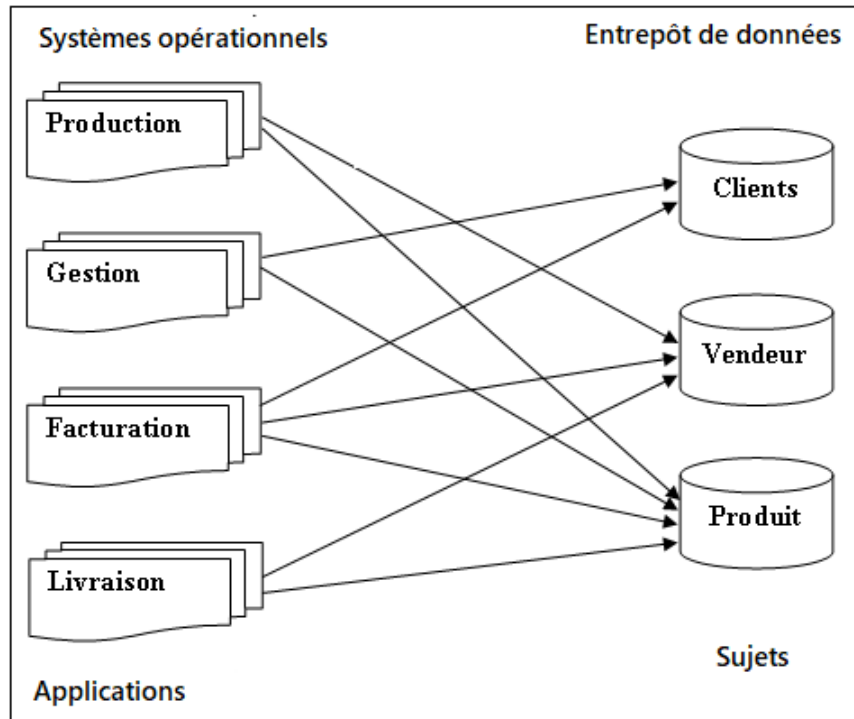 Systèmes opérationnels
Entrepôt de données
Production
Clients
Gestion
Vendeur
Facturation
Produit
Livraison
Sujets
Applications